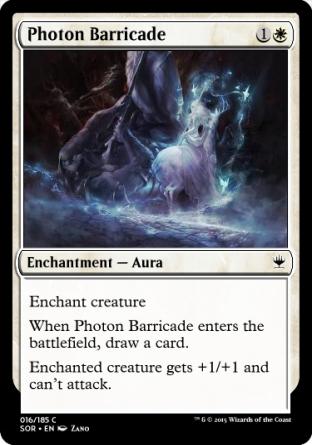 Photon Barricade 1
Enchantment — Aura
Enchant creature
When Photon Barricade enters the
battlefield, draw a card.
Enchanted creature gets +1/+1 and
can't attack.
016/185 C
SOR • EN Zano
™ & © 2015 Wizards of the Coast